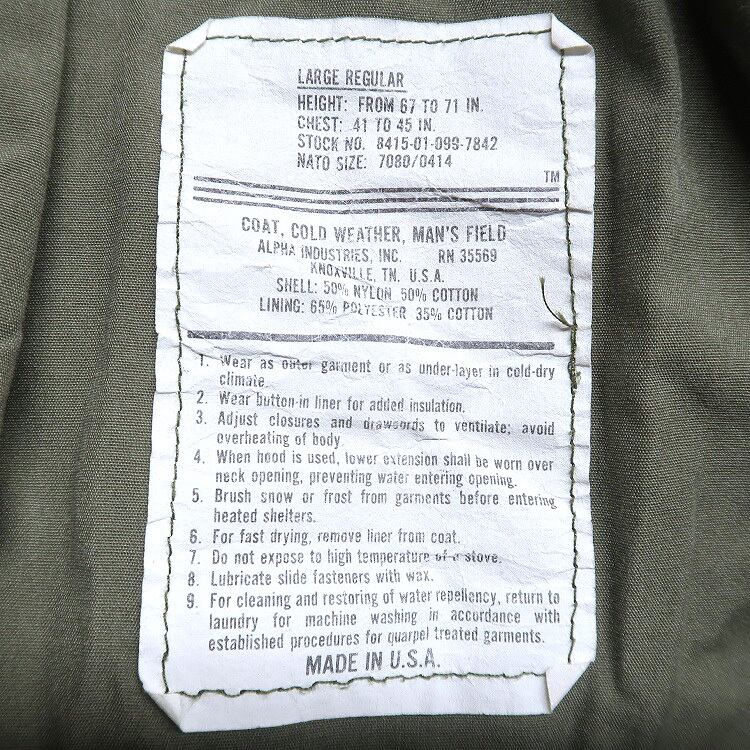 LARGE REGULAR
HEIGHT: FROM 67 TO 71 IN.
CHEST: 41 TO 45 IN.
STOCK NO. 8415-01-099-7842
NATO SIZE: 7080/0414
TM
COAT, COLD WEATHER, MAN'S FIELD
ALPHA INDUSTRIES, INC. RN 35569
KNOXVILLE, TN. U.S.A.
SHELL: 50% NYLON 50% COTTON
LINING: 65% POLYESTER 35% COTTON
1. Wear as outer garment or as under-layer in cold-dry
climate.
2. Wear button-in liner for added insulation.
3. Adjust closures and drawcords to ventilate; avoid
overheating of body
4. When hood is used, lower extension shall be worn over
neck opening, preventing water entering opening.
5. Brush snow or frost from garments before entering
heated shelters.
6. For fast drying, remove liner from coat.
7. Do not expose to high temperature of a stove.
8. Lubricate slide fasteners with wax.
9. For cleaning and restoring of water repellency, return to
laundry for machine washing in accordance with
established procedures for quarpel treated garments.
MADE IN U.S.A.